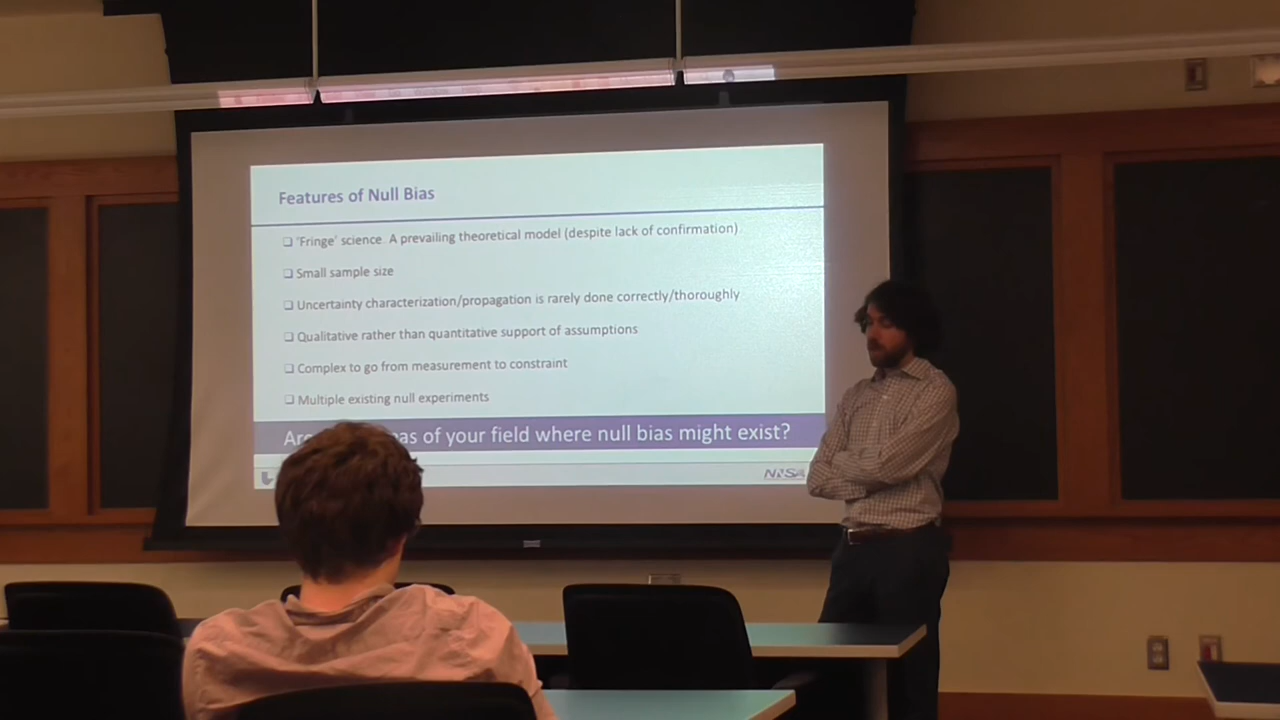 Features of Null Bias
❑ 'Fringe' science. A prevailing theoretical model (despite lack of confirmation)
❑ Small sample size
❑ Uncertainty characterization/propagation is rarely done correctly/thoroughly
❑ Qualitative rather than quantitative support of assumptions
❑ Complex to go from measurement to constraint
❑ Multiple existing null experiments
of your field where null bias might exist?
NNSA